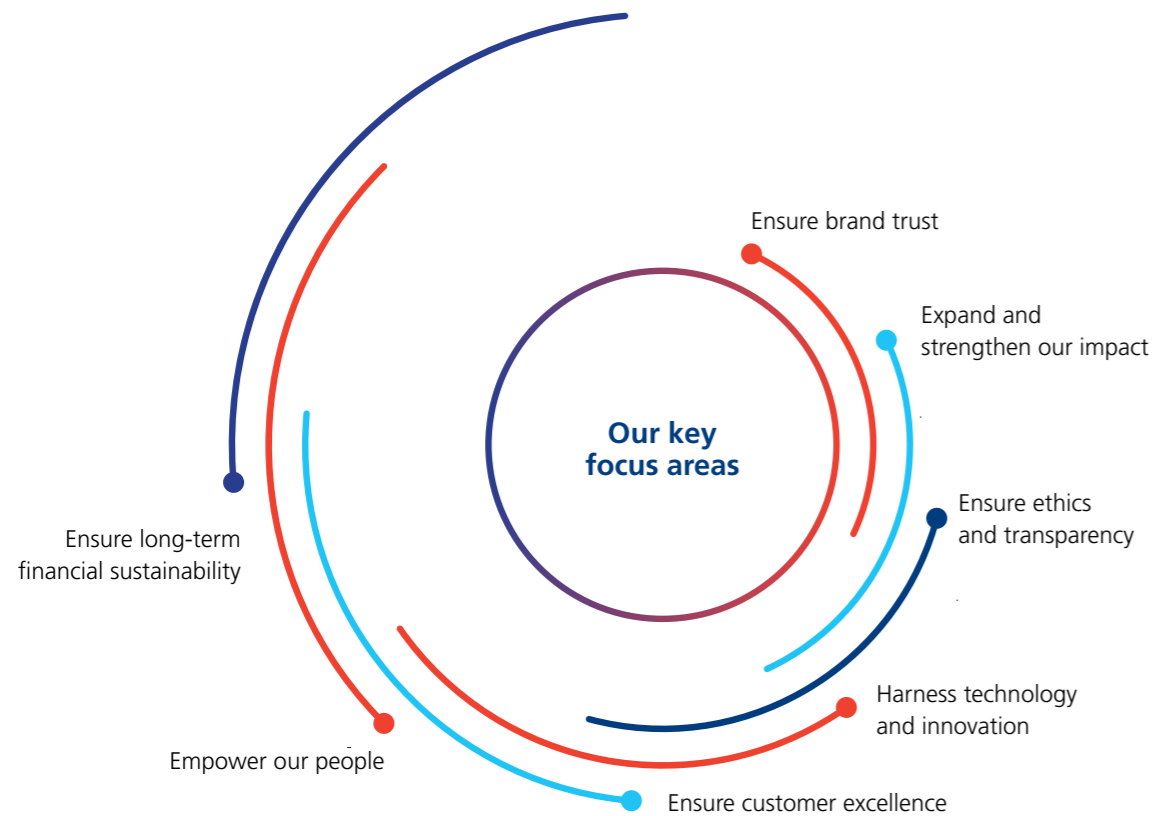 Our key
focus areas
Ensure brand trust
Expand and
strengthen our impact
Ensure ethics
and transparency
Harness technology
and innovation
Ensure customer excellence
Empower our people
Ensure long-term
financial sustainability